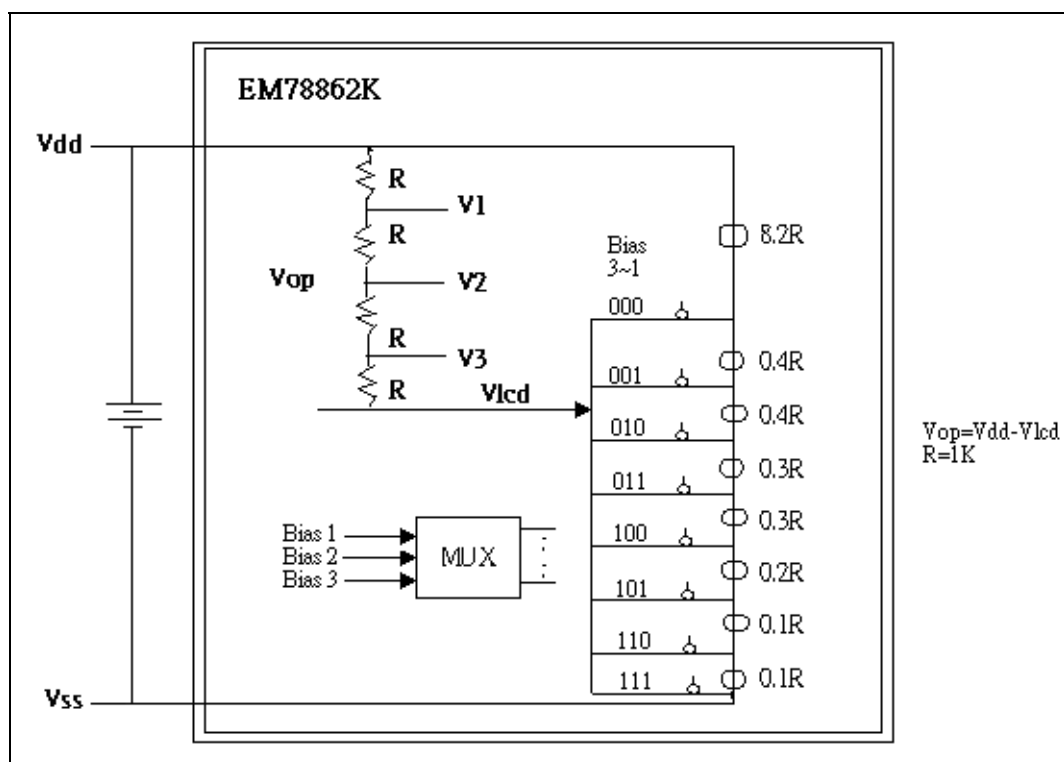 EM78862K
Vdd
R
V1
R
8.2R
Bias
3~1
Vop
V2
000
R
V3
0.4R
001
R
Vlcd
0.4R
010
Vop=Vdd-Vlcd
R=1K
0.3R
011
0.3R
100
Bias 1
Bias 2
Bias 3
MUX
0.2R
101
0.1R
110
0.1R
111
Vss